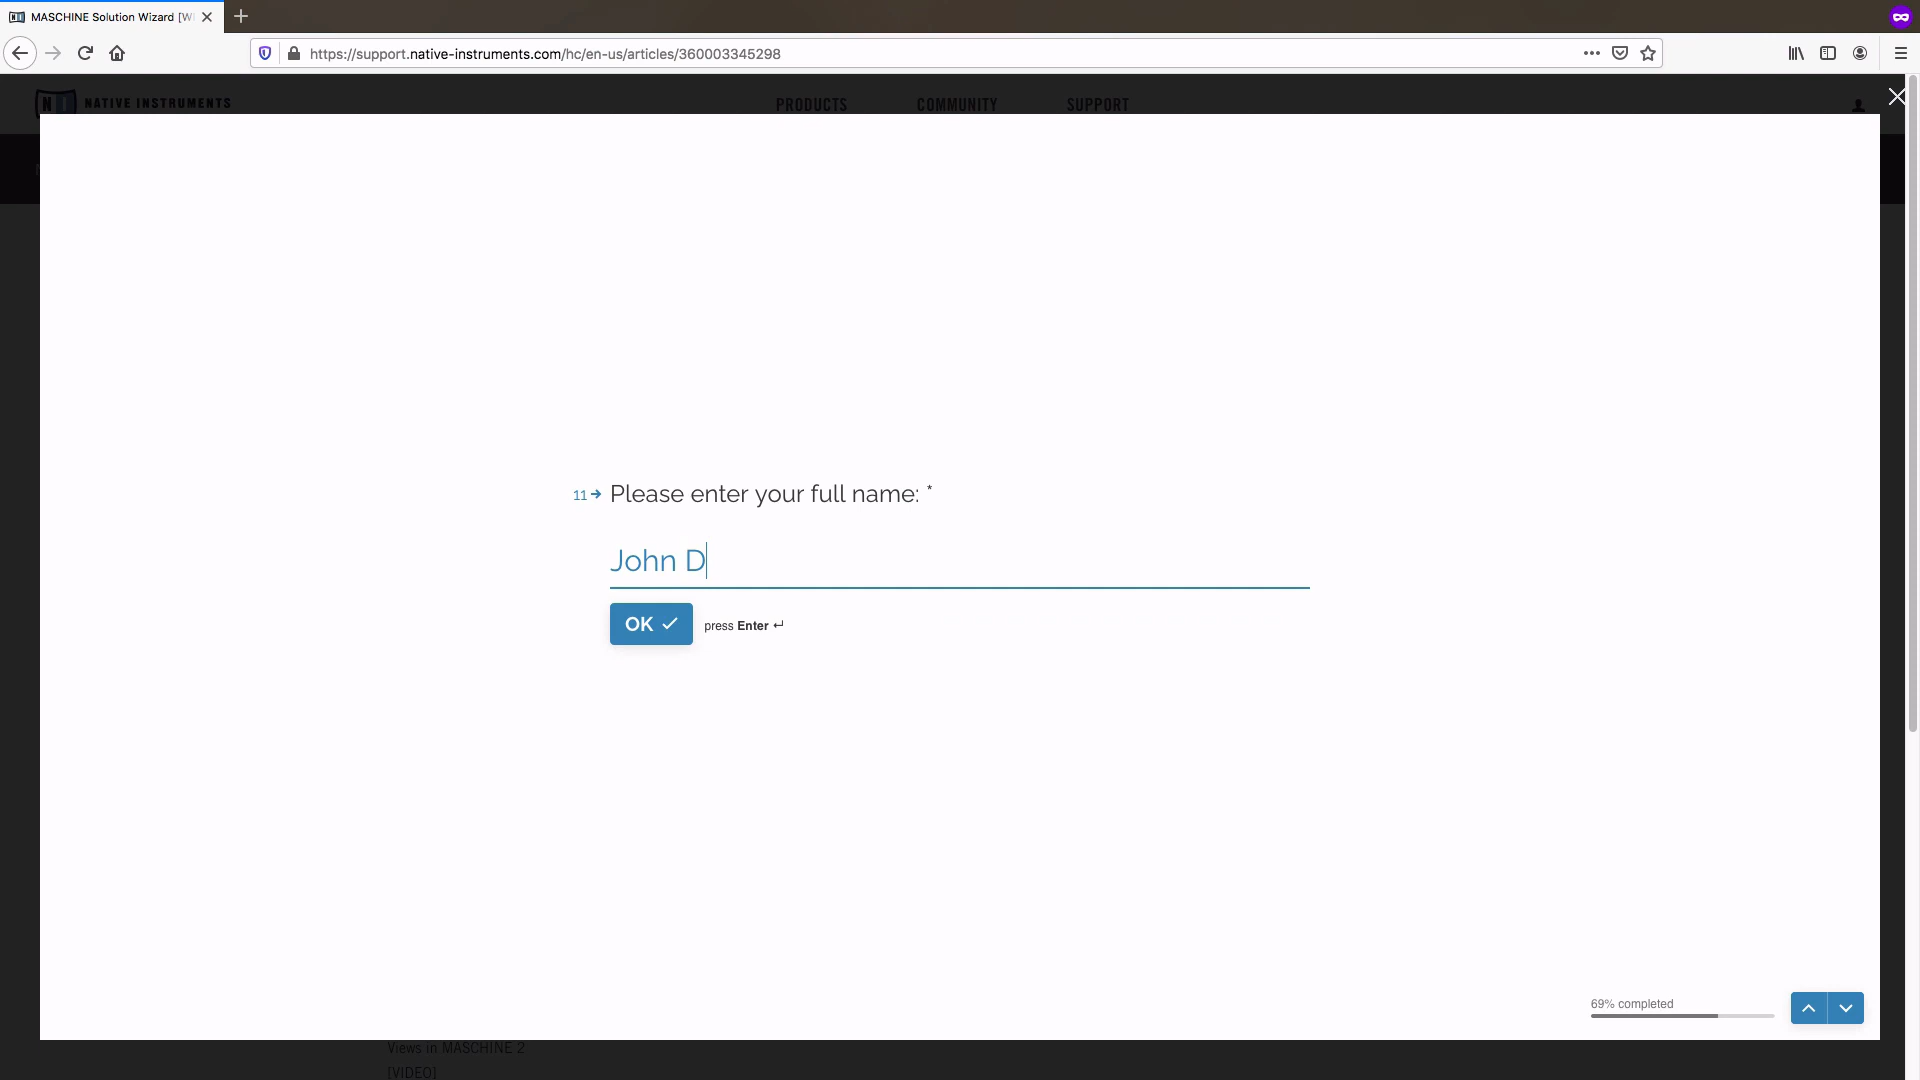 MASCHINE Solution Wizard [W
https://support.native-instruments.com/hc/en-us/articles/360003345298
NATIVE INSTRUMENTS
PRODUCTS
COMMUNITY
SUPPORT
11 Please enter your full name: *
John D
OK
press Enter
69% completed
Views in MASCHINE 2
[VIDEO]